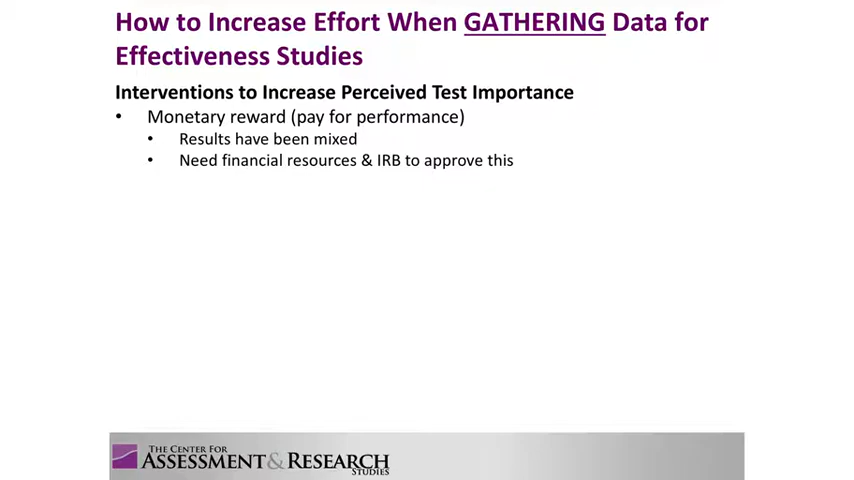 How to Increase Effort When GATHERING Data for
Effectiveness Studies
Interventions to Increase Perceived Test Importance
• Monetary reward (pay for performance)
• Results have been mixed
• Need financial resources & IRB to approve this
THE CENTER FOR
ASSESSMENT & RESEARCH
STUDIES